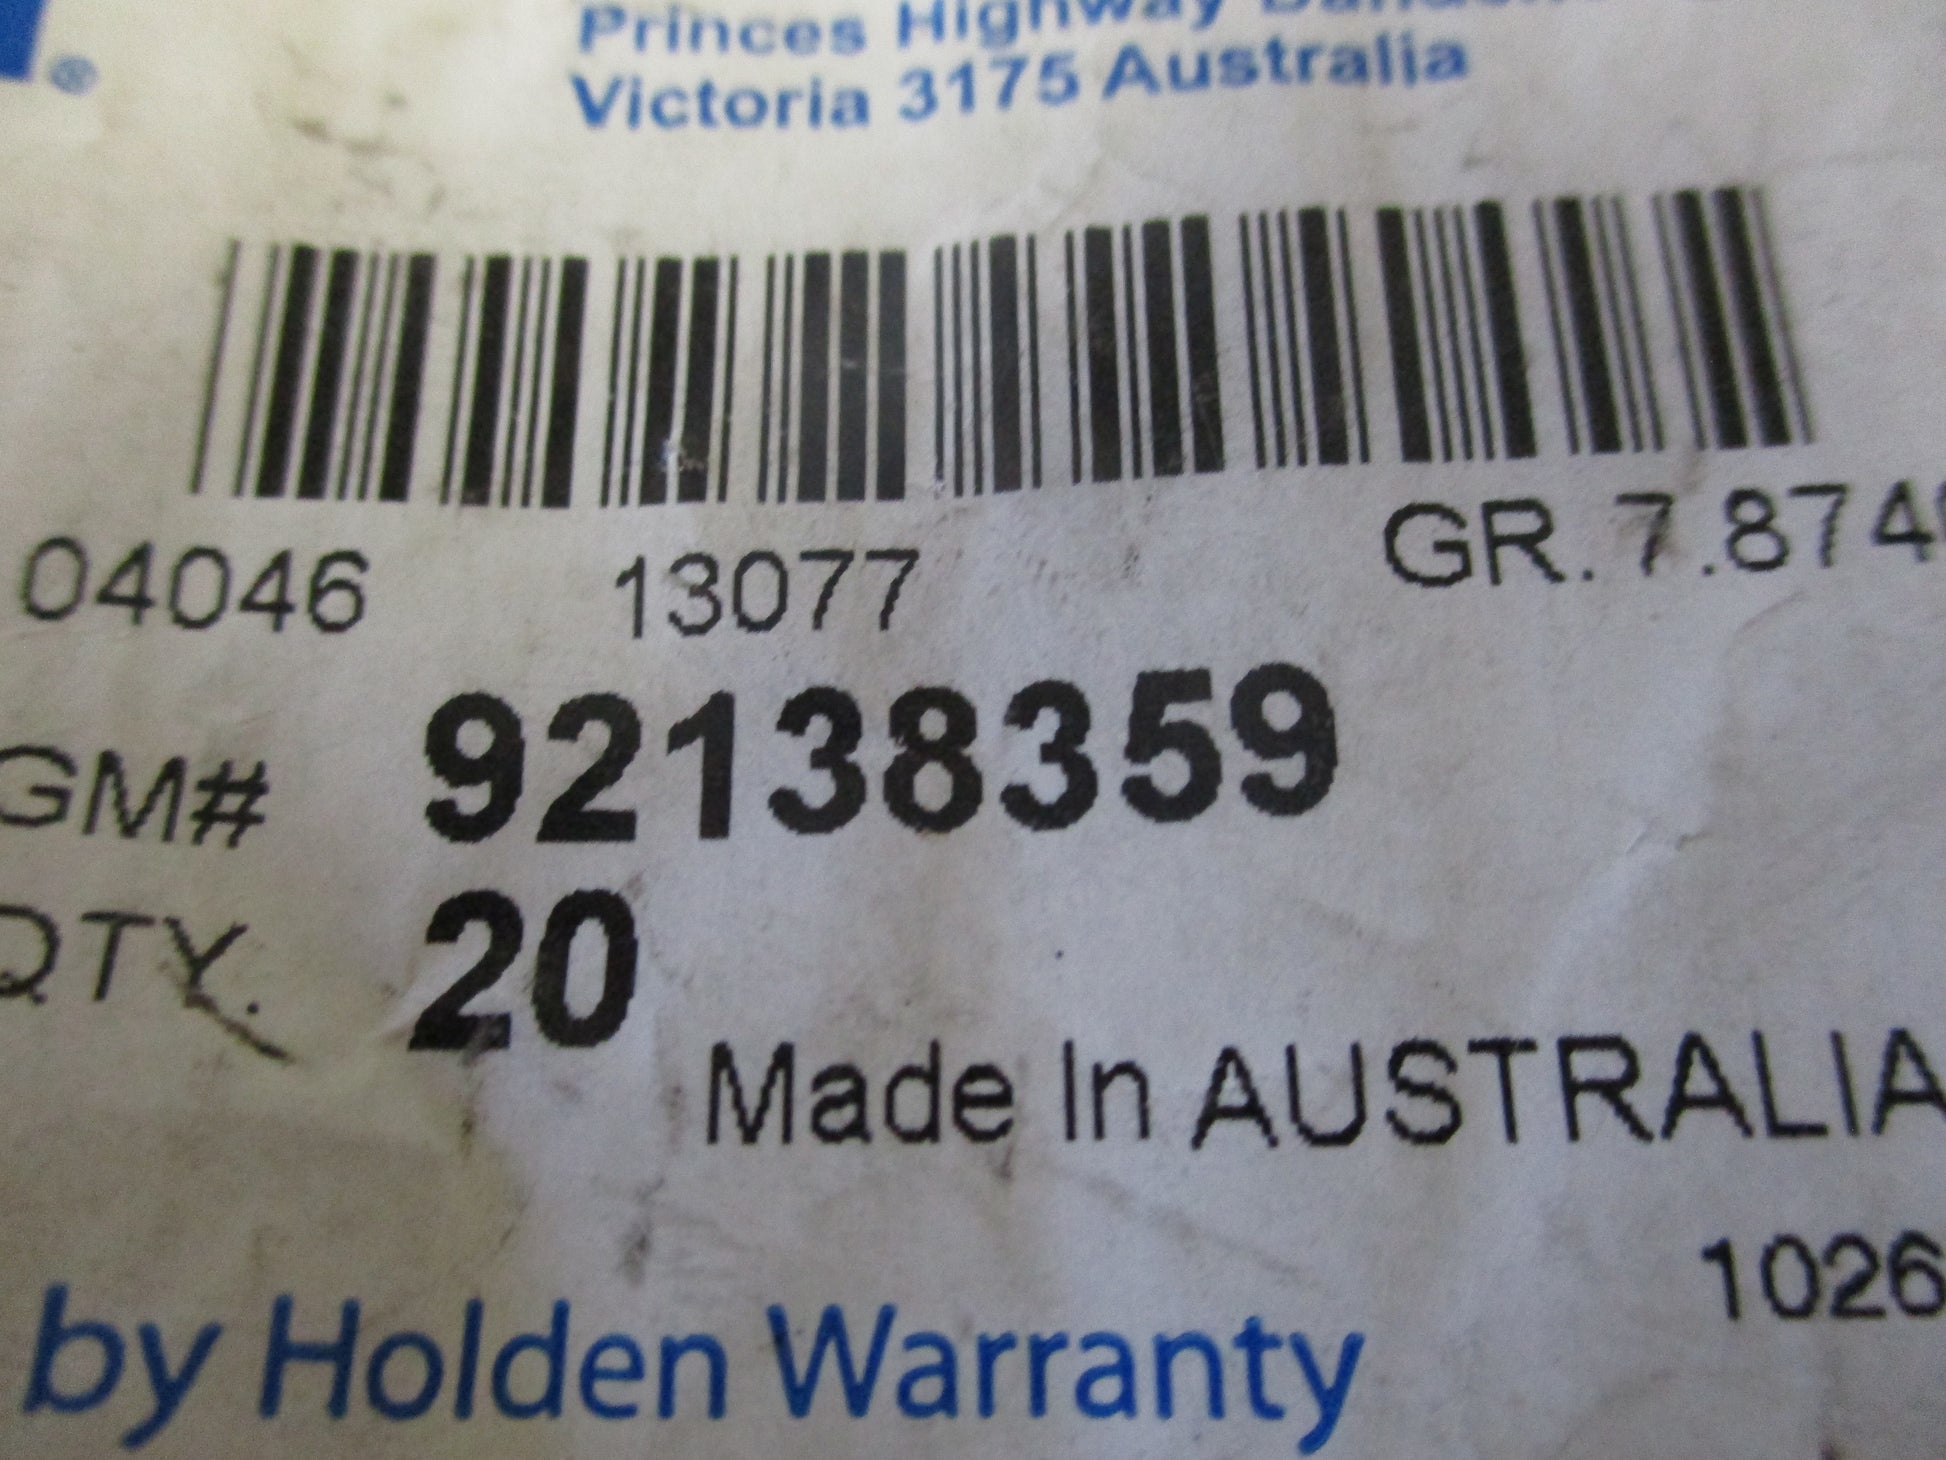 ®
Princes Highway
Victoria 3175 Australia
04046 13077 GR.7.874
GM# 92138359
QTY. 20
Made In AUSTRALIA
1026
by Holden Warranty